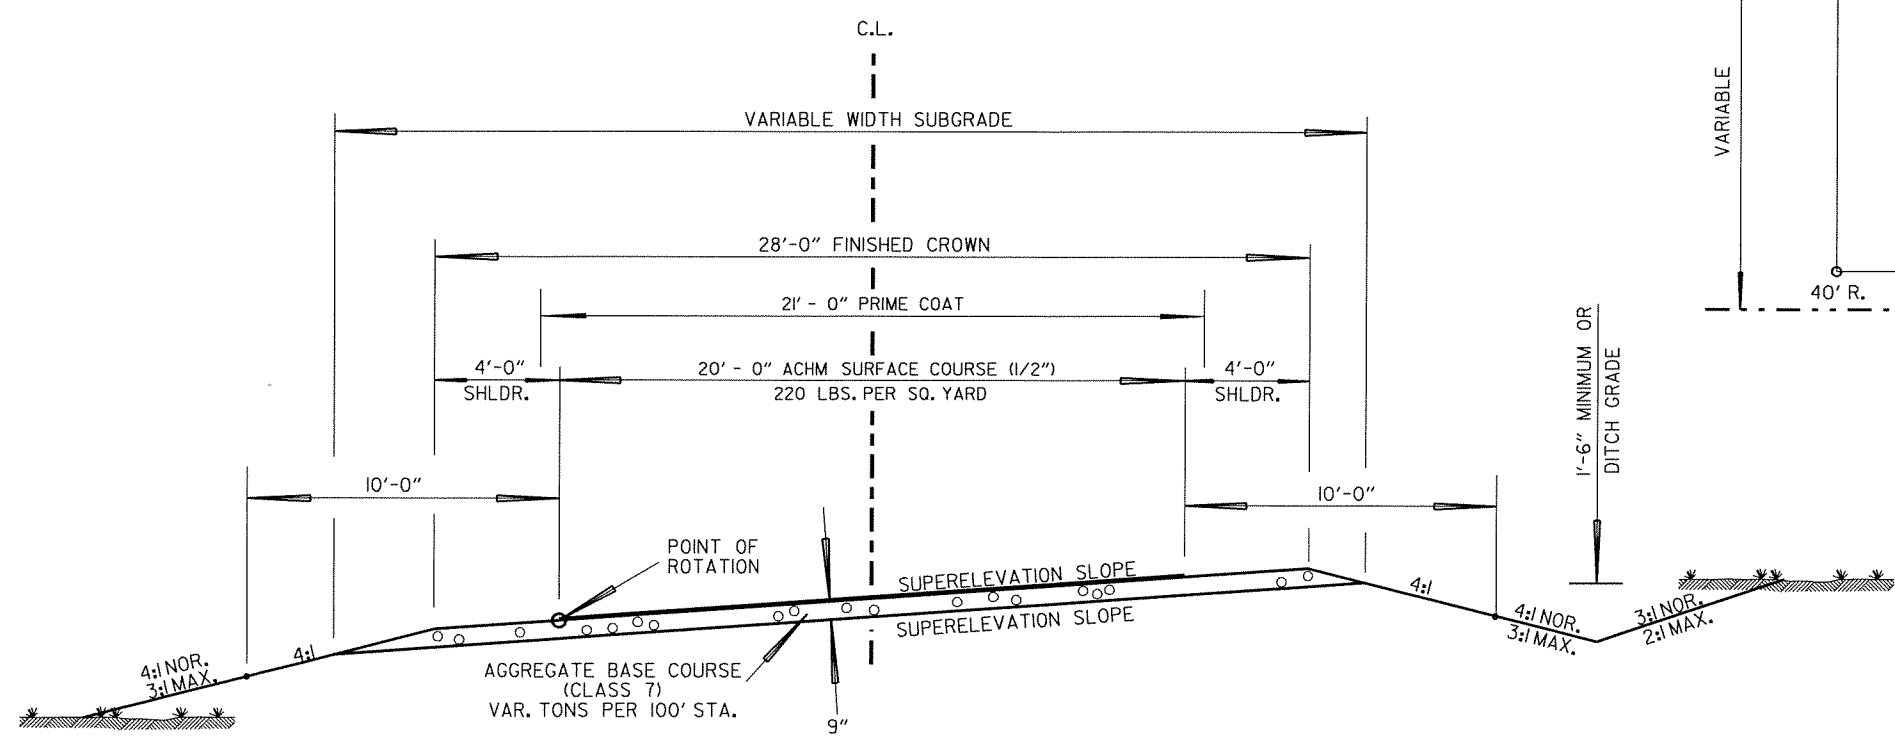 C.L.
VARIABLE WIDTH SUBGRADE
VARIABLE
28'-0" FINISHED CROWN
21' - 0" PRIME COAT
40' R.
4'-0"
SHLDR.
20' - 0" ACHM SURFACE COURSE (1/2")
220 LBS. PER SQ. YARD
4'-0"
SHLDR.
1'-6" MINIMUM OR
DITCH GRADE
10'-0"
10'-0"
POINT OF
ROTATION
SUPERELEVATION SLOPE
SUPERELEVATION SLOPE
4:1
4:1 NOR.
3:1 MAX.
3:1 NOR.
2:1 MAX.
4:1
4:1 NOR.
3:1 MAX.
AGGREGATE BASE COURSE
(CLASS 7)
VAR. TONS PER 100' STA.
9"